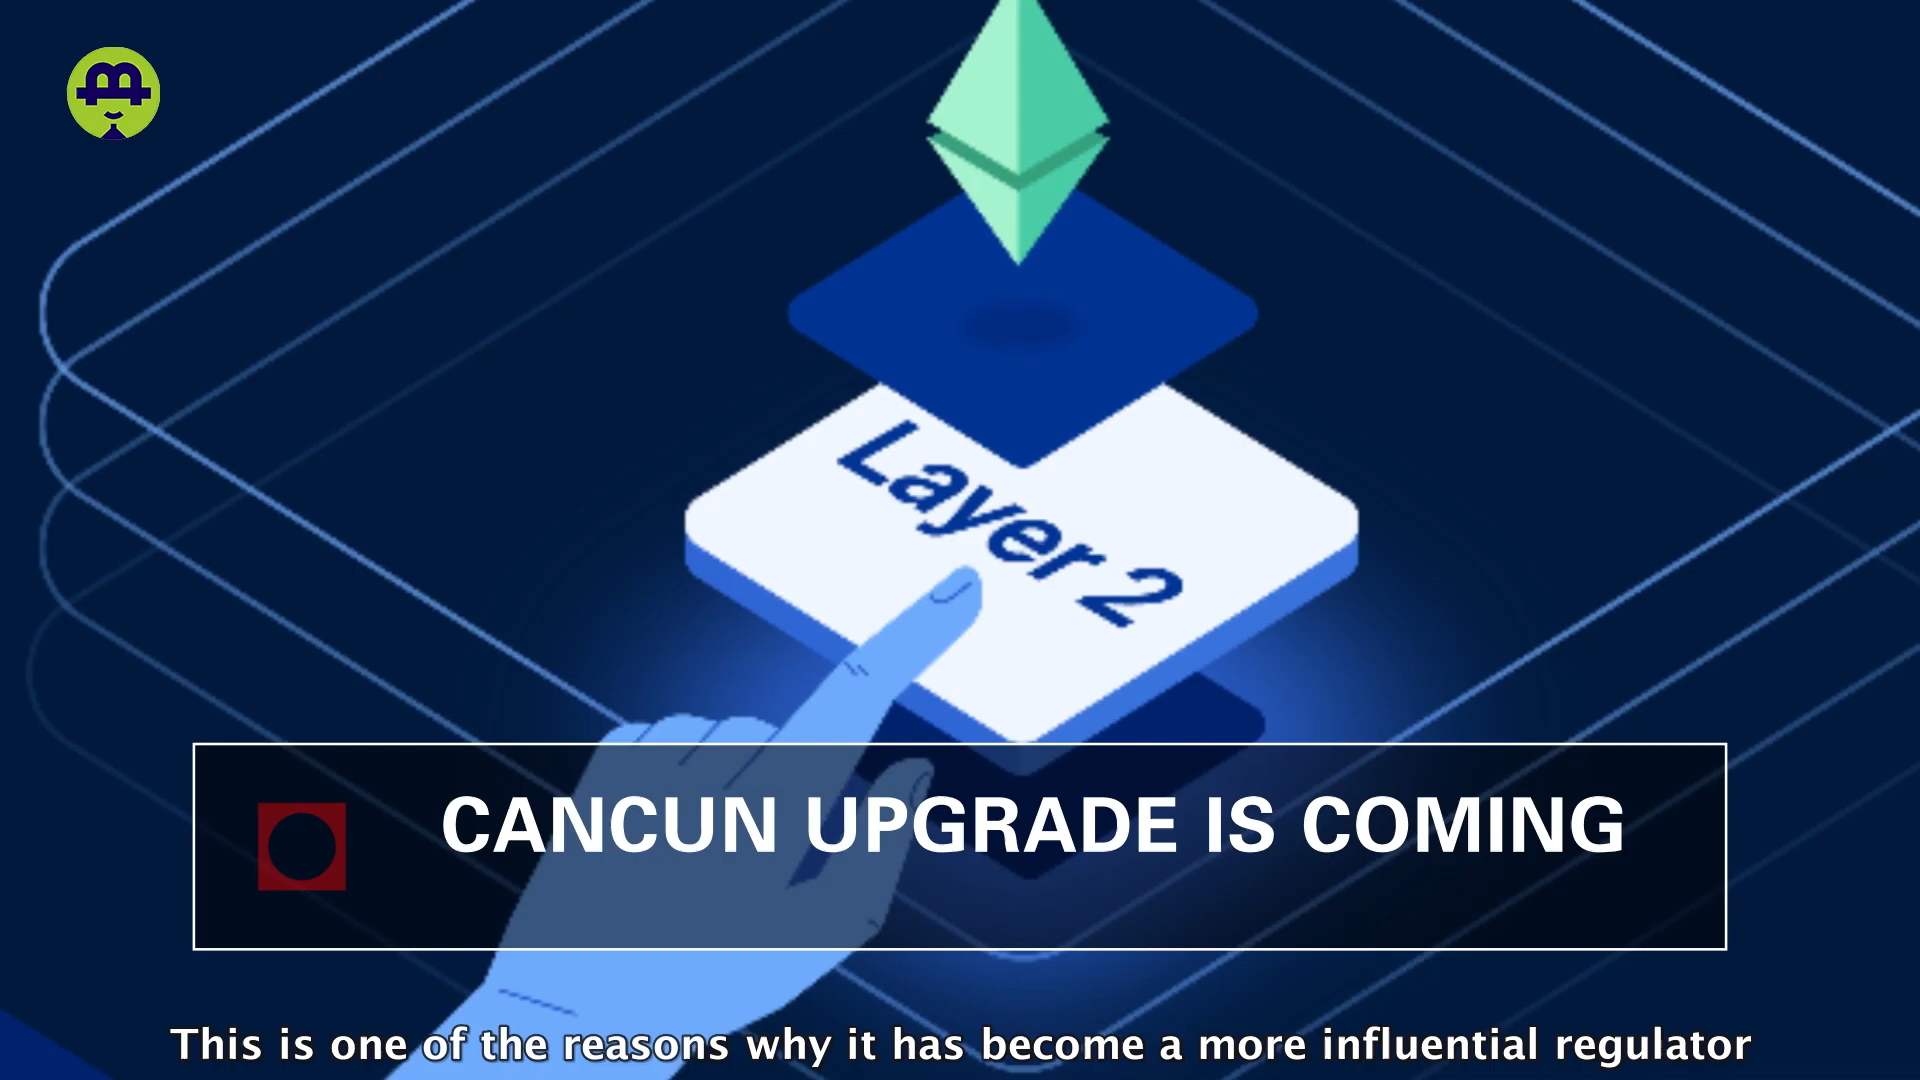 Layer 2
CANCUN UPGRADE IS COMING
This is one of the reasons why it has become a more influential regulator